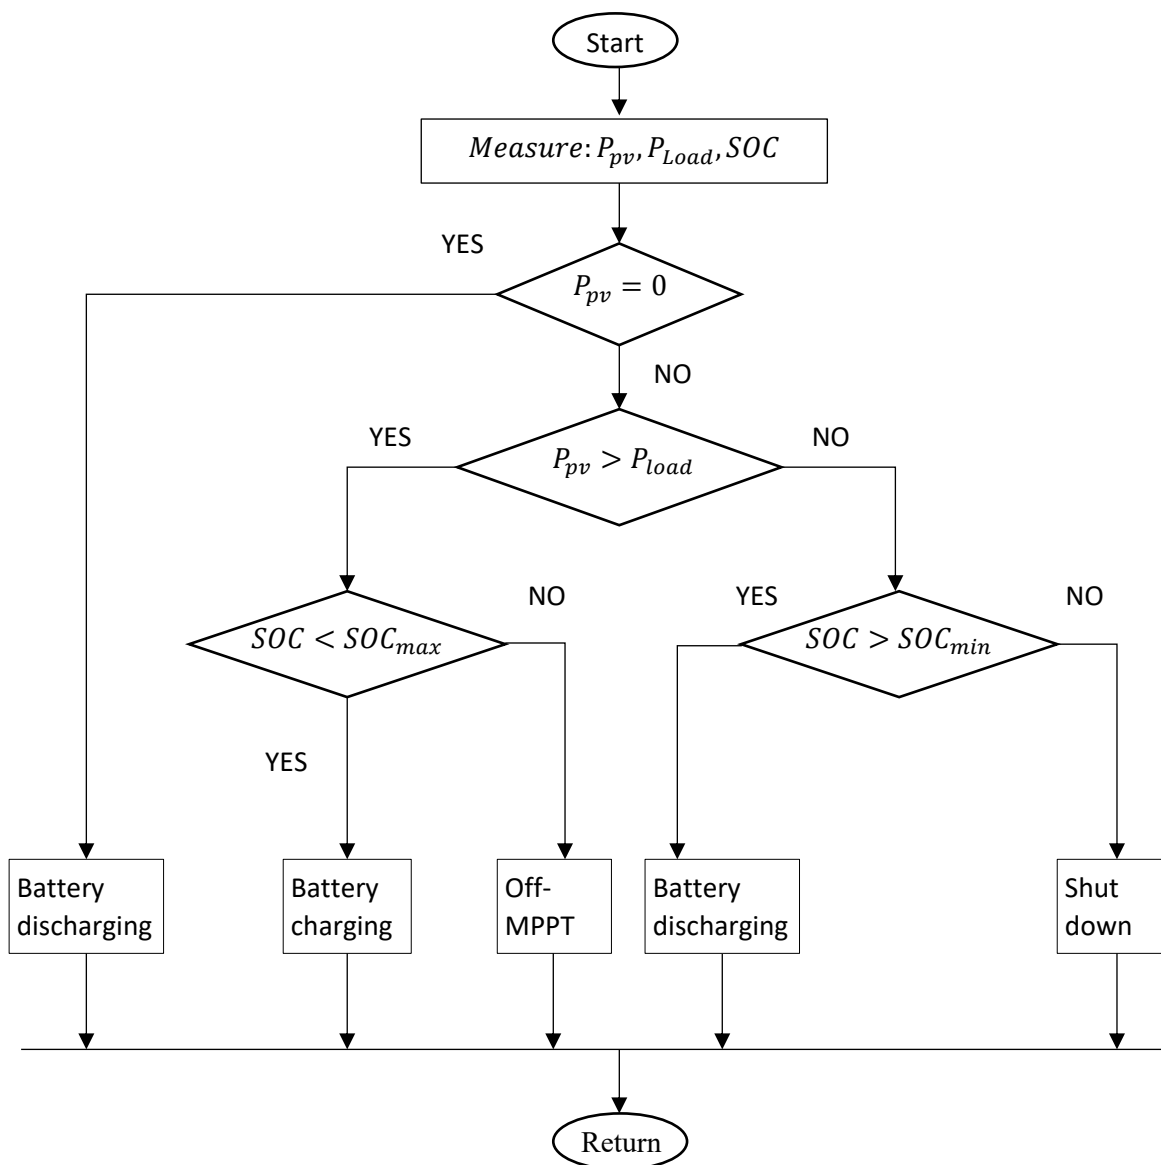 Start
Measure: P_pv, P_Load, SOC
YES
P_pv = 0
NO
YES
P_pv > P_load
NO
SOC < SOC_max
NO
YES
SOC > SOC_min
NO
YES
Battery
discharging
Battery
charging
Off-
MPPT
Battery
discharging
Shut
down
Return